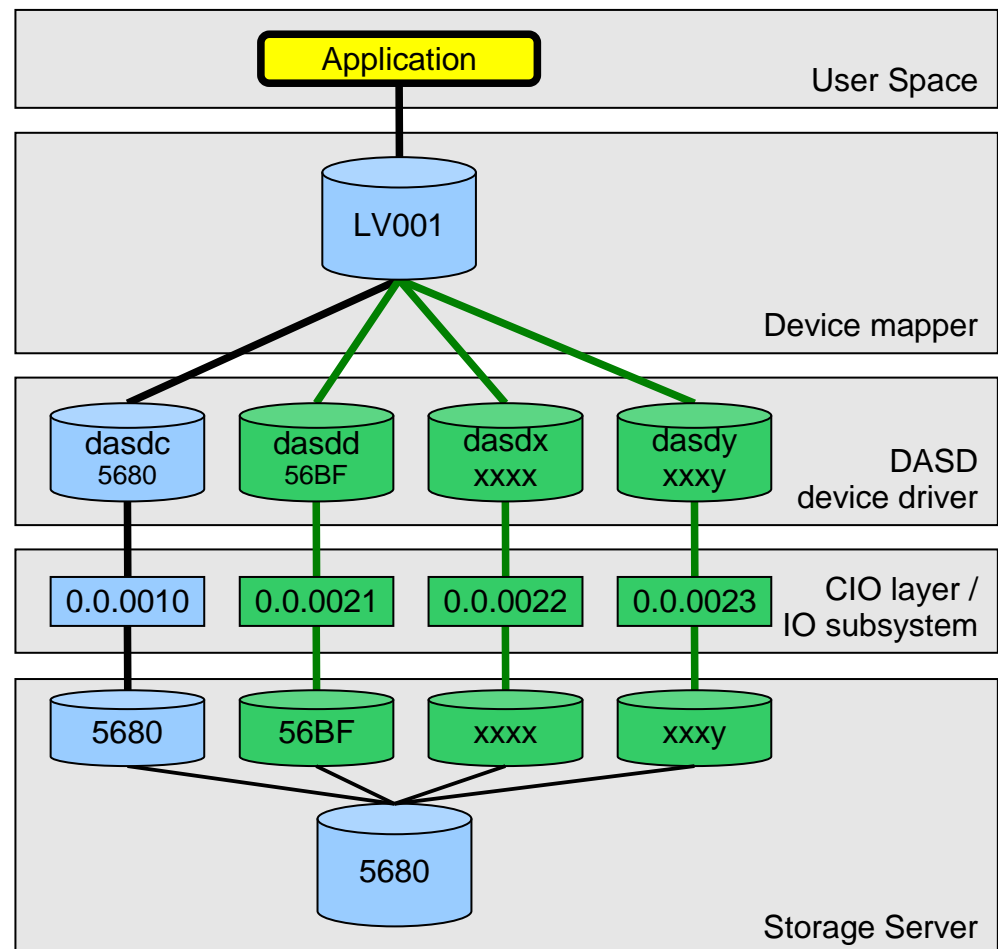 Application
User Space
LV001
Device mapper
dasdc
5680
dasdd
56BF
dasdx
xxxx
dasdy
xxxy
DASD
device driver
0.0.0010
0.0.0021
0.0.0022
0.0.0023
CIO layer /
IO subsystem
5680
56BF
xxxx
xxxy
5680
Storage Server